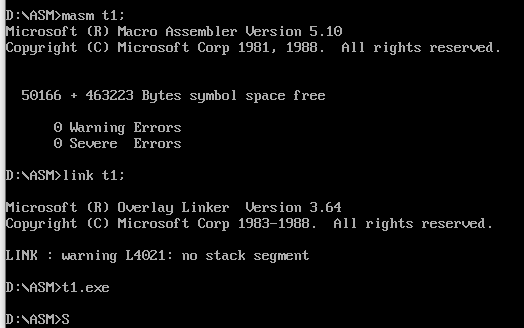 D:\ASM>masm t1;
Microsoft (R) Macro Assembler Version 5.10
Copyright (C) Microsoft Corp 1981, 1988.  All rights reserved.
50166 + 463223 Bytes symbol space free
0 Warning Errors
0 Severe  Errors
D:\ASM>link t1;
Microsoft (R) Overlay Linker  Version 3.64
Copyright (C) Microsoft Corp 1983-1988.  All rights reserved.
LINK : warning L4021: no stack segment
D:\ASM>t1.exe
D:\ASM>S